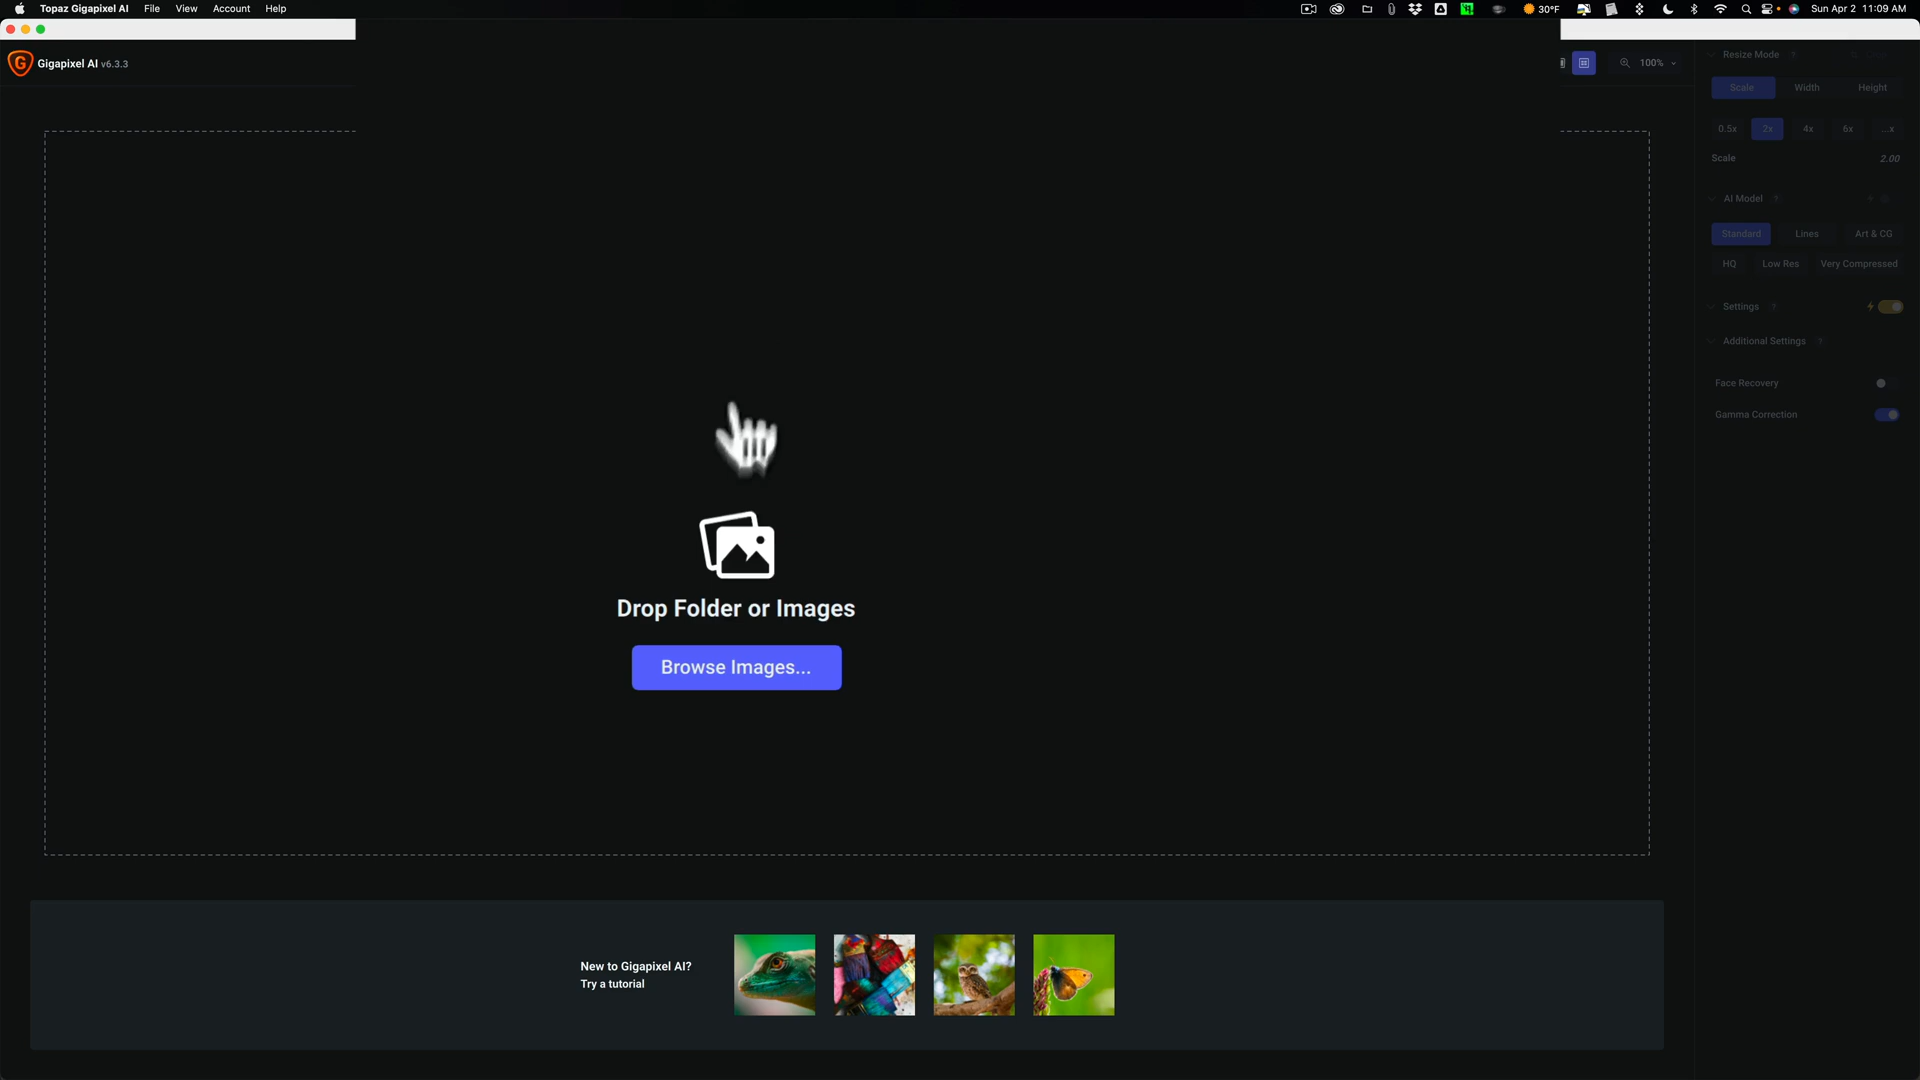 Topaz Gigapixel AI File View Account Help
30°F Sun Apr 2 11:09 AM
Gigapixel AI v6.3.3
100%
Resize Mode ?
Scale Width Height
0.5x 2x 4x 6x ...x
Scale 2.00
AI Model ?
Standard Lines Art & CG
HQ Low Res Very Compressed
Settings ?
Additional Settings ?
Face Recovery
Gamma Correction
Drop Folder or Images
Browse Images...
New to Gigapixel AI?
Try a tutorial